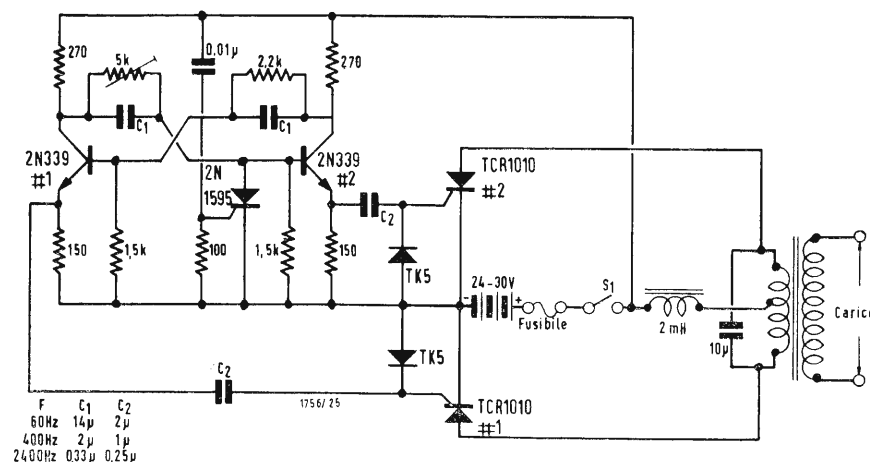 270
5k
0,01µ
2,2k
270
C1
C1
2N339
#1
2N
1595
2N339
#2
TCR1010
#2
C2
150
1,5k
100
1,5k
150
TK5
24-30V
- +
S1
Fusibile
2 mH
10µ
Carico
TK5
C2
1756/25
TCR1010
#1
F C1 C2
60Hz 14µ 2µ
400Hz 2µ 1µ
2400Hz 0,33µ 0,25µ